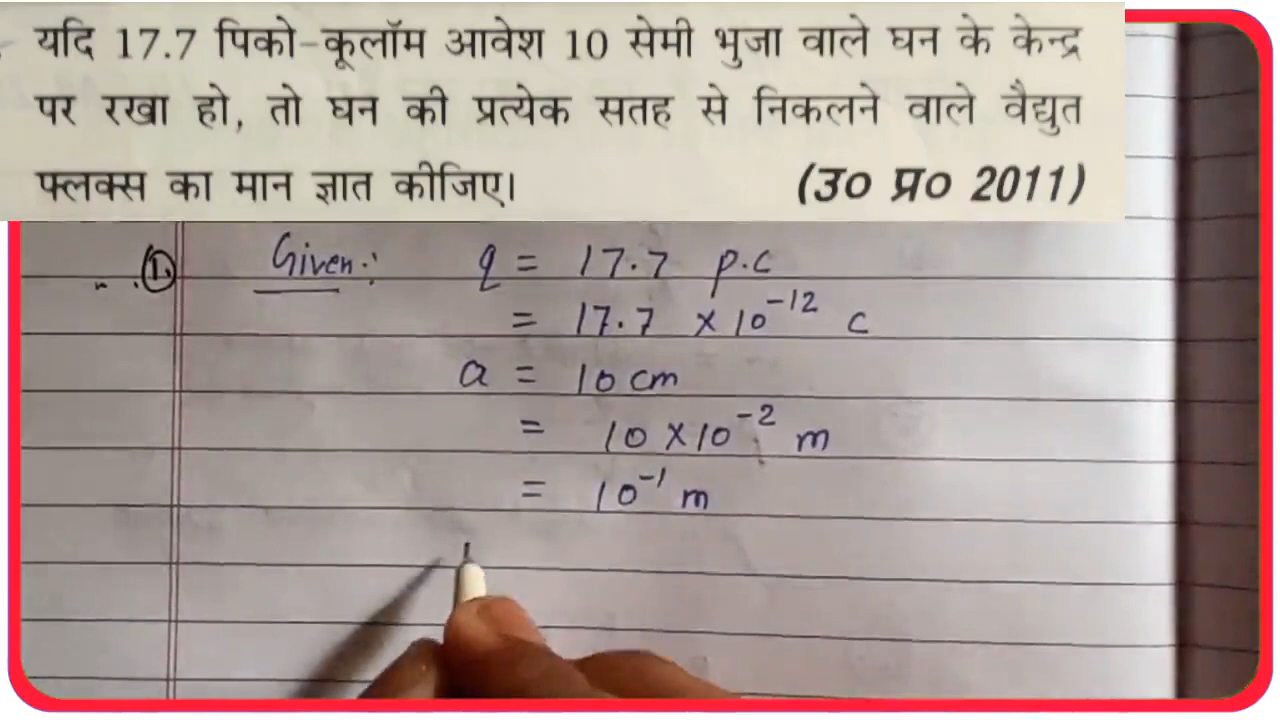 यदि 17.7 पिको-कूलॉम आवेश 10 सेमी भुजा वाले घन के केन्द्र
पर रखा हो, तो घन की प्रत्येक सतह से निकलने वाले वैद्युत
फ्लक्स का मान ज्ञात कीजिए। (उ० प्र० 2011)
1. Given:' q = 17.7 p.c
= 17.7 × 10⁻¹² c
a = 10 cm
= 10 × 10⁻² m
= 10⁻¹ m